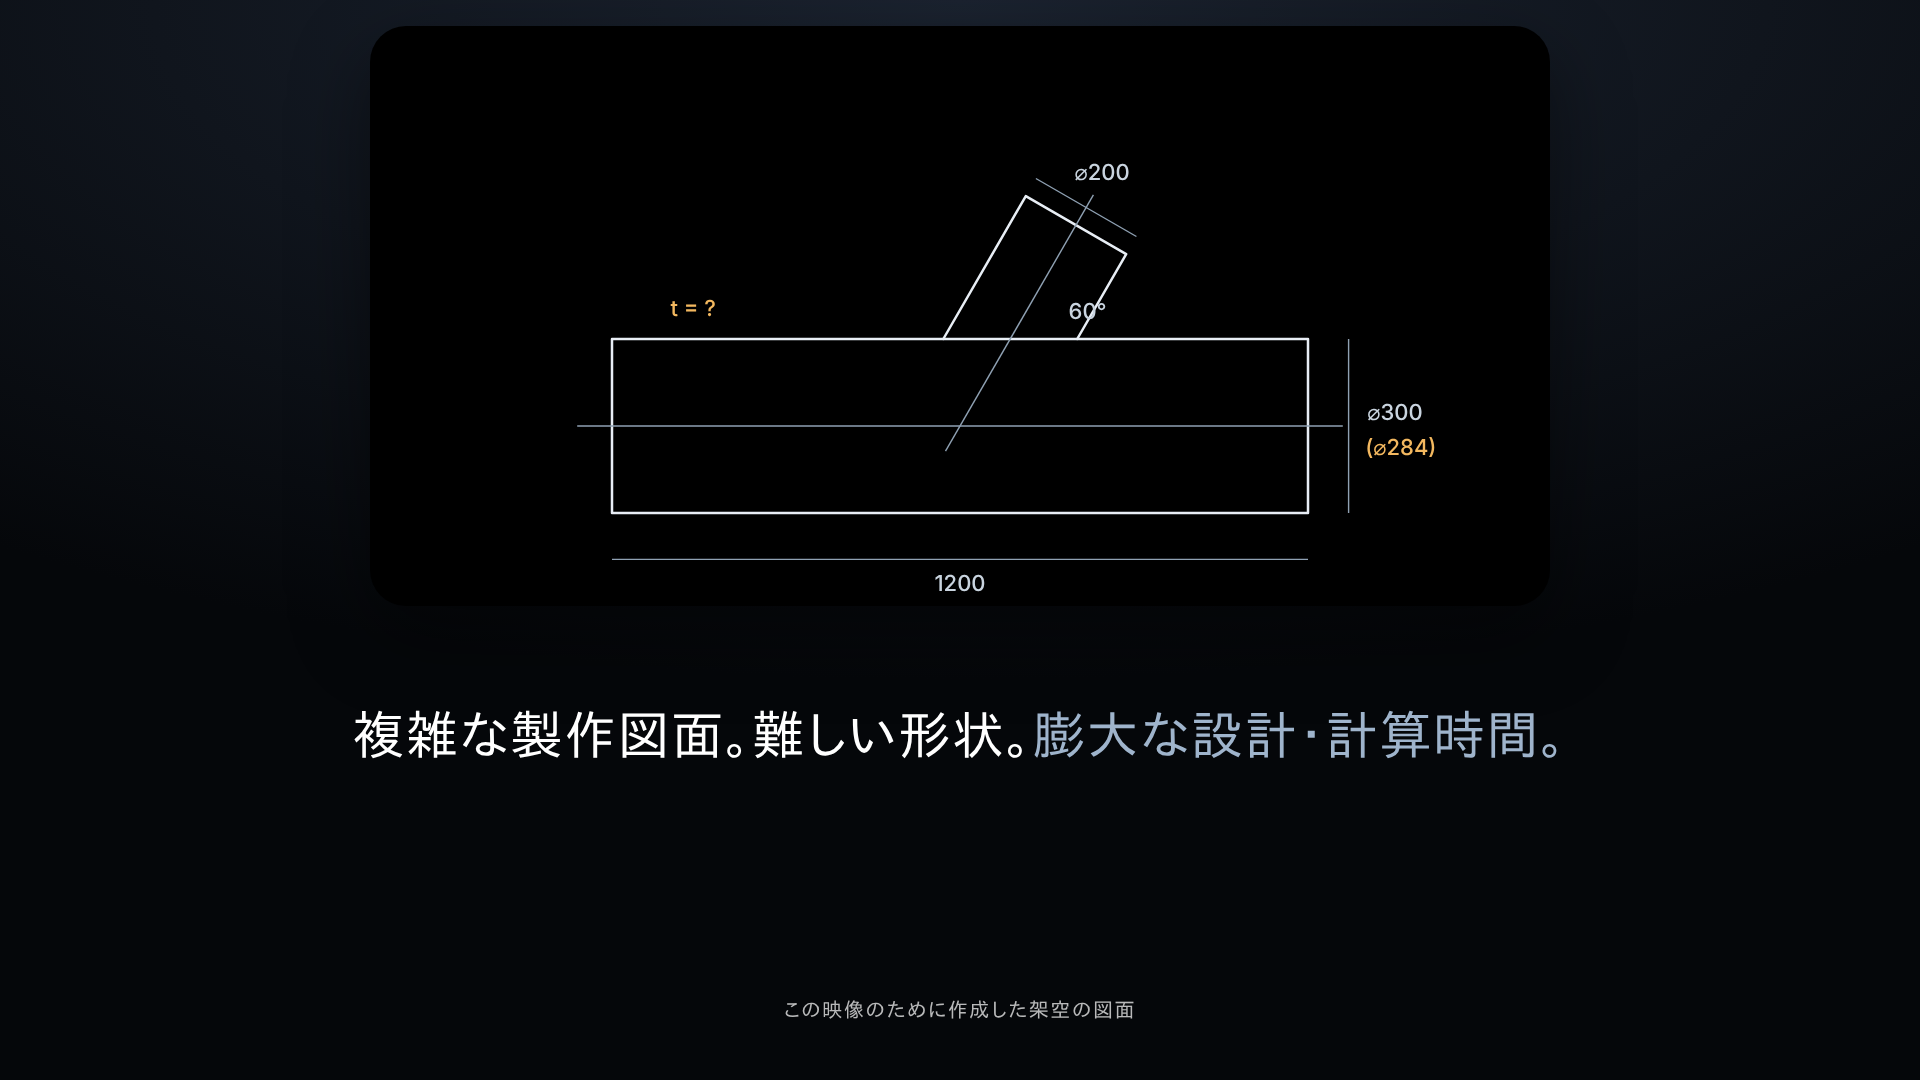 ⌀200
60°
t = ?
⌀300
(⌀284)
1200
複雑な製作図面。難しい形状。膨大な設計・計算時間。
この映像のために作成した架空の図面